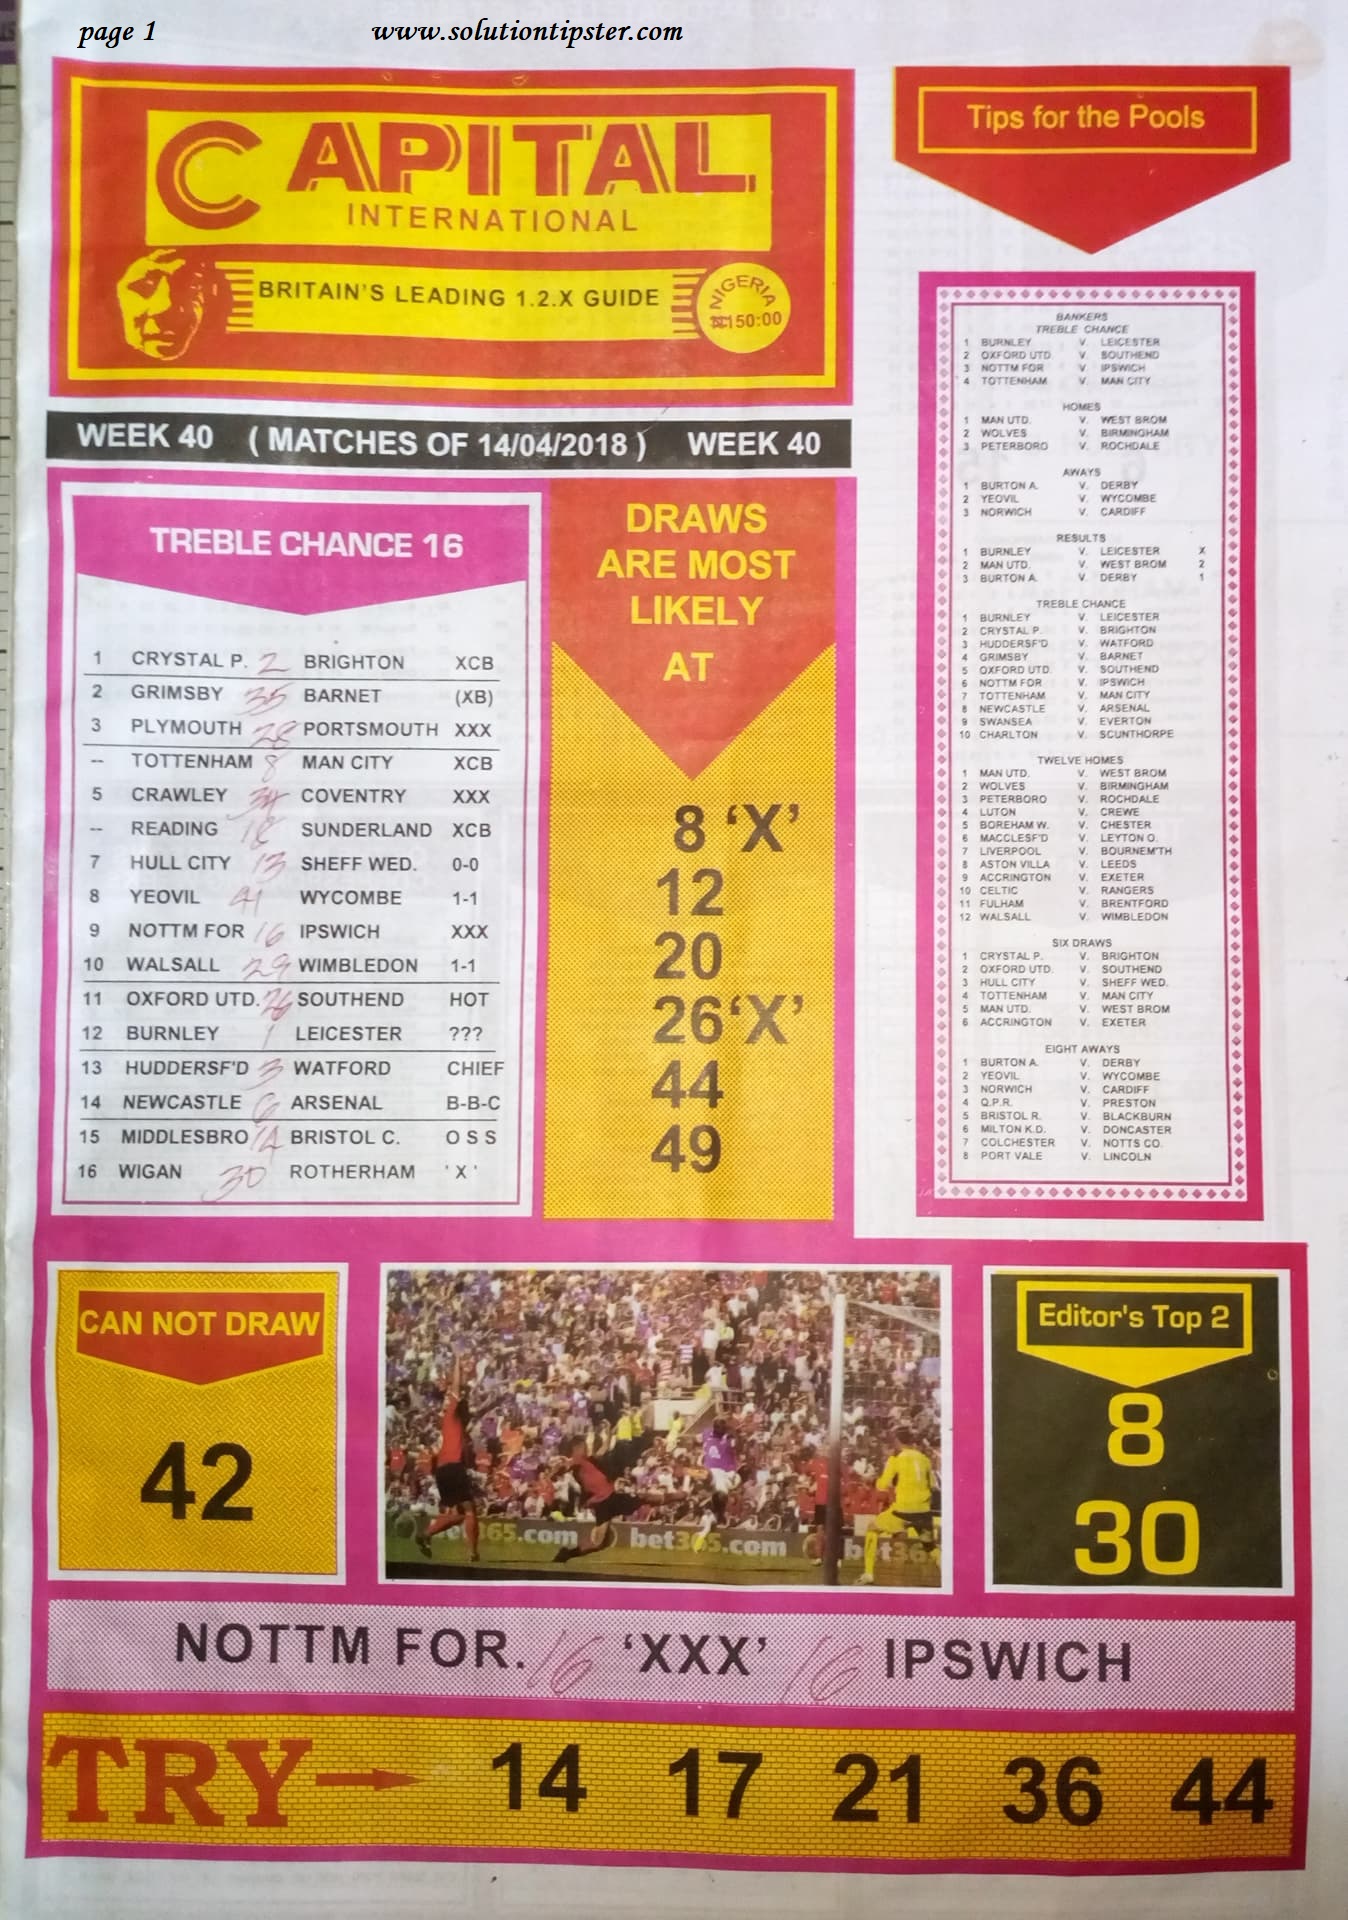 page 1
www.solutiontipster.com
CAPITAL
INTERNATIONAL
BRITAIN'S LEADING 1.2.X GUIDE
NIGERIA
₦150:00
WEEK 40 ( MATCHES OF 14/04/2018 ) WEEK 40
TREBLE CHANCE 16
1 CRYSTAL P. 2 BRIGHTON XCB
2 GRIMSBY 35 BARNET (XB)
3 PLYMOUTH 28 PORTSMOUTH XXX
-- TOTTENHAM 8 MAN CITY XCB
5 CRAWLEY 34 COVENTRY XXX
-- READING 18 SUNDERLAND XCB
7 HULL CITY 13 SHEFF WED. 0-0
8 YEOVIL 41 WYCOMBE 1-1
9 NOTTM FOR 16 IPSWICH XXX
10 WALSALL 29 WIMBLEDON 1-1
11 OXFORD UTD. 26 SOUTHEND HOT
12 BURNLEY 1 LEICESTER ???
13 HUDDERSF'D 3 WATFORD CHIEF
14 NEWCASTLE 6 ARSENAL B-B-C
15 MIDDLESBRO 14 BRISTOL C. O S S
16 WIGAN 30 ROTHERHAM 'X'
DRAWS
ARE MOST
LIKELY
AT
8 'X'
12
20
26'X'
44
49
Tips for the Pools
BANKERS
TREBLE CHANCE
1 BURNLEY V. LEICESTER
2 OXFORD UTD V. SOUTHEND
3 NOTTM FOR V. IPSWICH
4 TOTTENHAM V. MAN CITY
HOMES
1 MAN UTD. V. WEST BROM
2 WOLVES V. BIRMINGHAM
3 PETERBORO V. ROCHDALE
AWAYS
1 BURTON A. V. DERBY
2 YEOVIL V. WYCOMBE
3 NORWICH V. CARDIFF
RESULTS
1 BURNLEY V. LEICESTER X
2 MAN UTD. V. WEST BROM 2
3 BURTON A. V. DERBY 1
TREBLE CHANCE
1 BURNLEY V. LEICESTER
2 CRYSTAL P. V. BRIGHTON
3 HUDDERSF'D V. WATFORD
4 GRIMSBY V. BARNET
5 OXFORD UTD. V. SOUTHEND
6 NOTTM FOR V. IPSWICH
7 TOTTENHAM V. MAN CITY
8 NEWCASTLE V. ARSENAL
9 SWANSEA V. EVERTON
10 CHARLTON V. SCUNTHORPE
TWELVE HOMES
1 MAN UTD. V. WEST BROM
2 WOLVES V. BIRMINGHAM
3 PETERBORO V. ROCHDALE
4 LUTON V. CREWE
5 BOREHAM W. V. CHESTER
6 MACCLESF'D V. LEYTON O.
7 LIVERPOOL V. BOURNEM'TH
8 ASTON VILLA V. LEEDS
9 ACCRINGTON V. EXETER
10 CELTIC V. RANGERS
11 FULHAM V. BRENTFORD
12 WALSALL V. WIMBLEDON
SIX DRAWS
1 CRYSTAL P. V. BRIGHTON
2 OXFORD UTD. V. SOUTHEND
3 HULL CITY V. SHEFF WED.
4 TOTTENHAM V. MAN CITY
5 MAN UTD. V. WEST BROM
6 ACCRINGTON V. EXETER
EIGHT AWAYS
1 BURTON A. V. DERBY
2 YEOVIL V. WYCOMBE
3 NORWICH V. CARDIFF
4 Q.P.R. V. PRESTON
5 BRISTOL R. V. BLACKBURN
6 MILTON K.D. V. DONCASTER
7 COLCHESTER V. NOTTS CO.
8 PORT VALE V. LINCOLN
CAN NOT DRAW
42
bet365.com
Editor's Top 2
8
30
NOTTM FOR. 16 'XXX' 16 IPSWICH
TRY 14 17 21 36 44